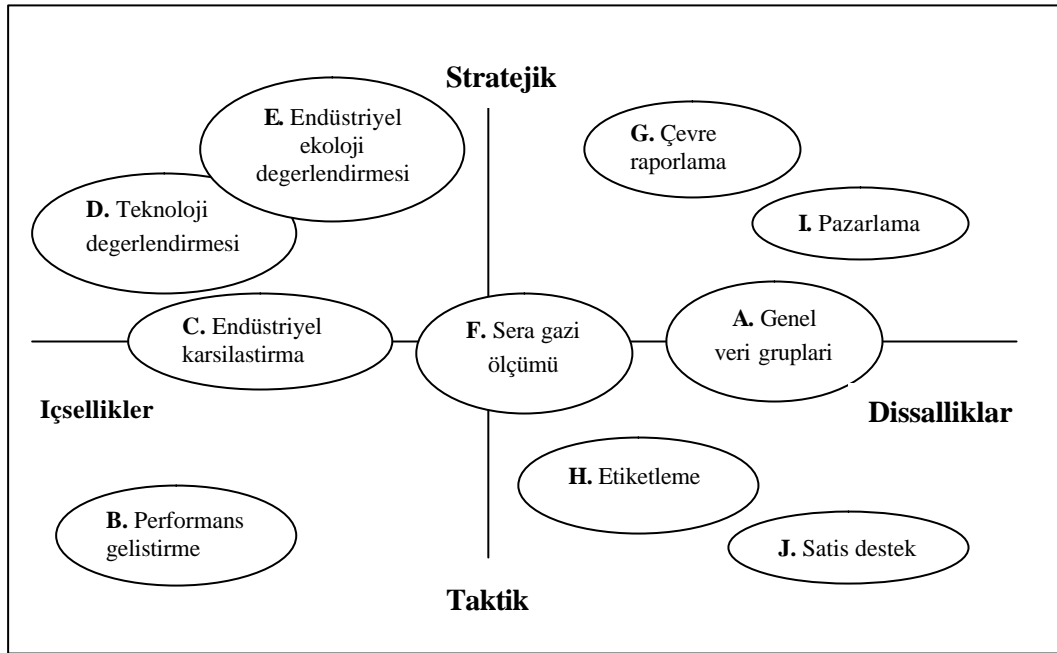 Stratejik
E. Endüstriyel
ekoloji
degerlendirmesi
G. Çevre
raporlama
D. Teknoloji
degerlendirmesi
I. Pazarlama
C. Endüstriyel
karsilastirma
F. Sera gazi
ölçümü
A. Genel
veri gruplari
Içsellikler
Dissalliklar
H. Etiketleme
B. Performans
gelistirme
J. Satis destek
Taktik